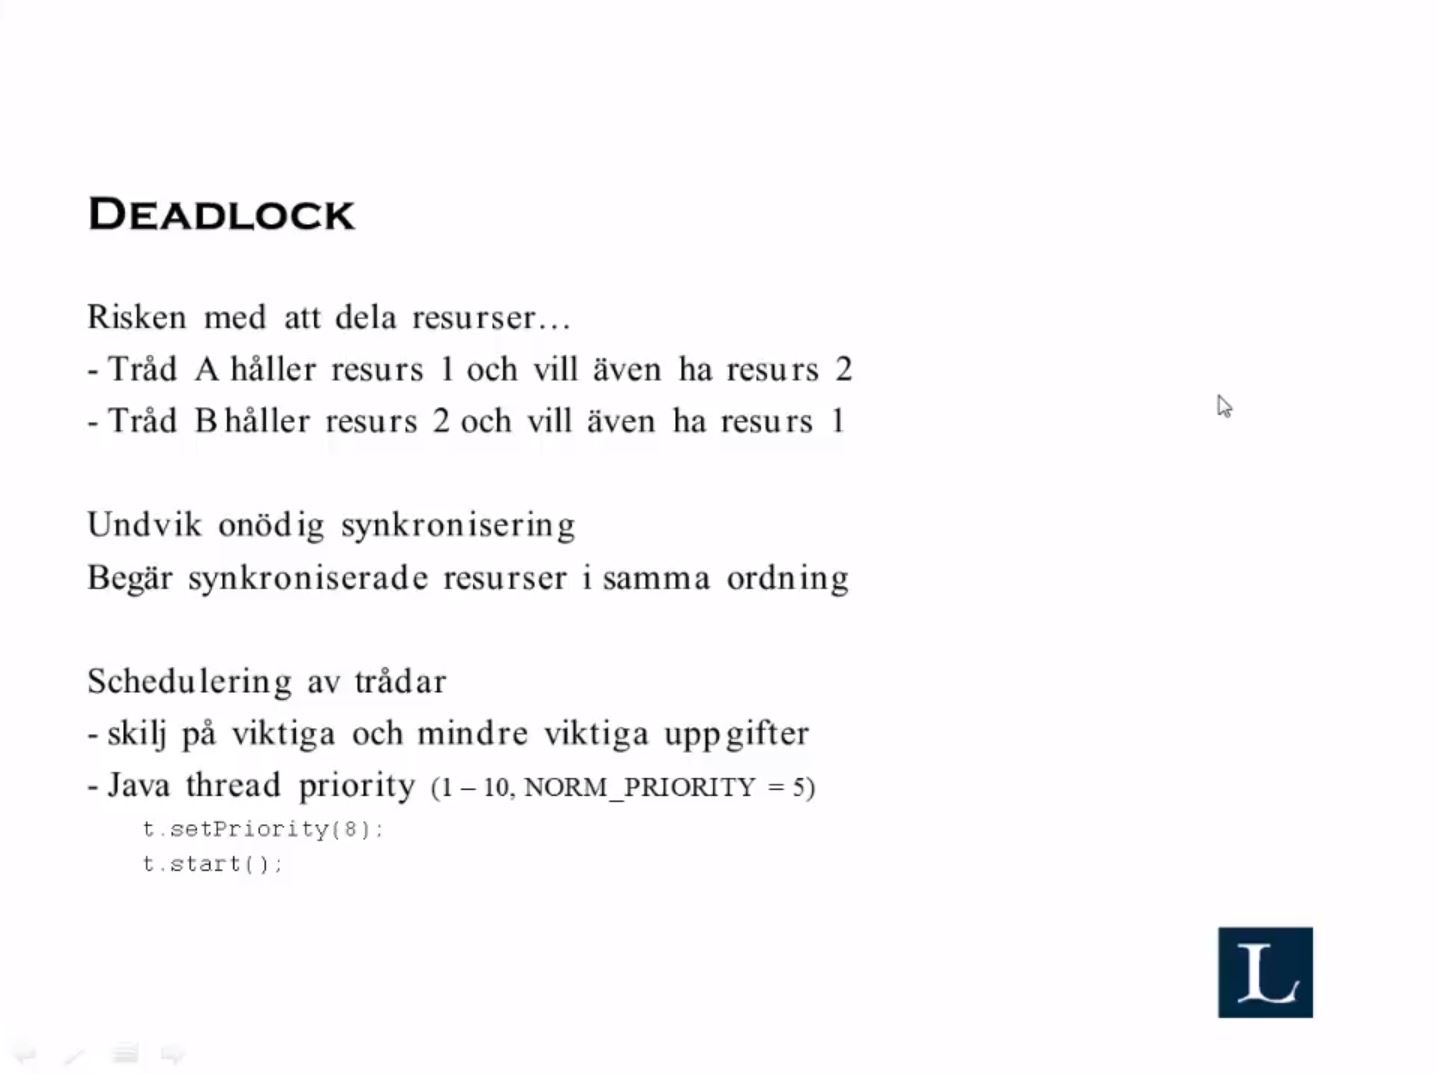 DEADLOCK
Risken med att dela resurser...
- Tråd A håller resurs 1 och vill även ha resurs 2
- Tråd B håller resurs 2 och vill även ha resurs 1
Undvik onödig synkronisering
Begär synkroniserade resurser i samma ordning
Schedulering av trådar
- skilj på viktiga och mindre viktiga uppgifter
- Java thread priority (1 – 10, NORM_PRIORITY = 5)
t.setPriority(8);
t.start();
L